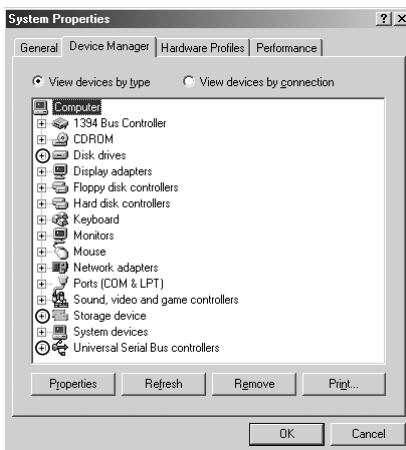 System Properties
General Device Manager Hardware Profiles Performance
View devices by type View devices by connection
Computer
1394 Bus Controller
CDROM
Disk drives
Display adapters
Floppy disk controllers
Hard disk controllers
Keyboard
Monitors
Mouse
Network adapters
Ports (COM & LPT)
Sound, video and game controllers
Storage device
System devices
Universal Serial Bus controllers
Properties Refresh Remove Print...
OK Cancel